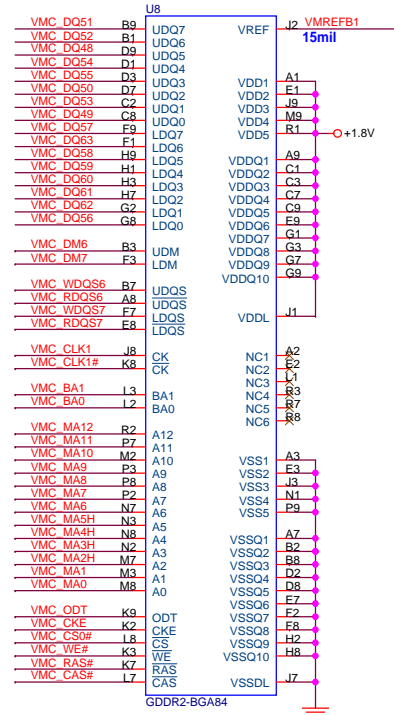 U8
VMC_DQ51 B9 UDQ7
VMC_DQ52 B1 UDQ6
VMC_DQ48 D9 UDQ5
VMC_DQ54 D1 UDQ4
VMC_DQ55 D3 UDQ3
VMC_DQ50 D7 UDQ2
VMC_DQ53 C2 UDQ1
VMC_DQ49 C8 UDQ0
VMC_DQ57 F9 LDQ7
VMC_DQ63 F1 LDQ6
VMC_DQ58 H9 LDQ5
VMC_DQ59 H1 LDQ4
VMC_DQ60 H3 LDQ3
VMC_DQ61 H7 LDQ2
VMC_DQ62 G2 LDQ1
VMC_DQ56 G8 LDQ0
VMC_DM6 B3 UDM
VMC_DM7 F3 LDM
VMC_WDQS6 B7 UDQS
VMC_RDQS6 A8 UDQS
VMC_WDQS7 F7 LDQS
VMC_RDQS7 E8 LDQS
VMC_CLK1 J8 CK
VMC_CLK1# K8 CK
VMC_BA1 L3 BA1
VMC_BA0 L2 BA0
VMC_MA12 R2 A12
VMC_MA11 P7 A11
VMC_MA10 M2 A10
VMC_MA9 P3 A9
VMC_MA8 P8 A8
VMC_MA7 P2 A7
VMC_MA6 N7 A6
VMC_MA5H N3 A5
VMC_MA4H N8 A4
VMC_MA3H N2 A3
VMC_MA2H M7 A2
VMC_MA1 M3 A1
VMC_MA0 M8 A0
VMC_ODT K9 ODT
VMC_CKE K2 CKE
VMC_CS0# L8 CS
VMC_WE# K3 WE
VMC_RAS# K7 RAS
VMC_CAS# L7 CAS
VREF J2 VMREFB1
15mil
VDD1 A1
VDD2 E1
VDD3 J9
VDD4 M9
VDD5 R1 +1.8V
VDDQ1 A9
VDDQ2 C1
VDDQ3 C3
VDDQ4 C7
VDDQ5 C9
VDDQ6 E9
VDDQ7 G1
VDDQ8 G3
VDDQ9 G7
VDDQ10 G9
VDDL J1
NC1 A2
NC2 E2
NC3 L1
NC4 R3
NC5 R7
NC6 R8
VSS1 A3
VSS2 E3
VSS3 J3
VSS4 N1
VSS5 P9
VSSQ1 A7
VSSQ2 B2
VSSQ3 B8
VSSQ4 D2
VSSQ5 D8
VSSQ6 E7
VSSQ7 F2
VSSQ8 F8
VSSQ9 H2
VSSQ10 H8
VSSDL J7
GDDR2-BGA84